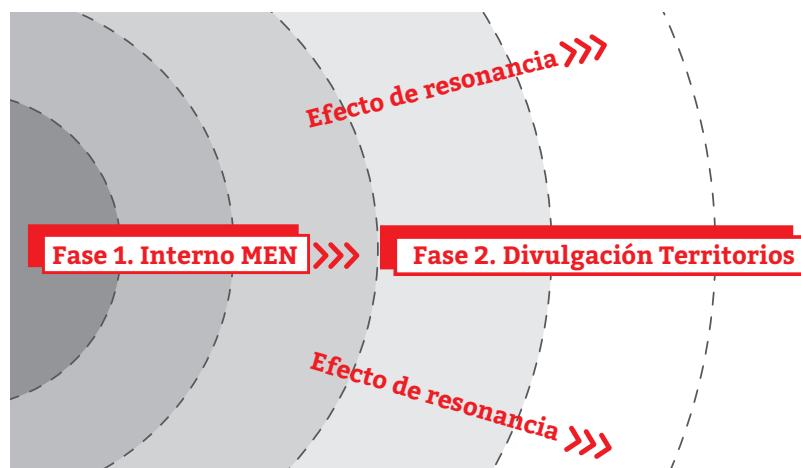 Efecto de resonancia
Fase 1. Interno MEN
Fase 2. Divulgación Territorios
Efecto de resonancia